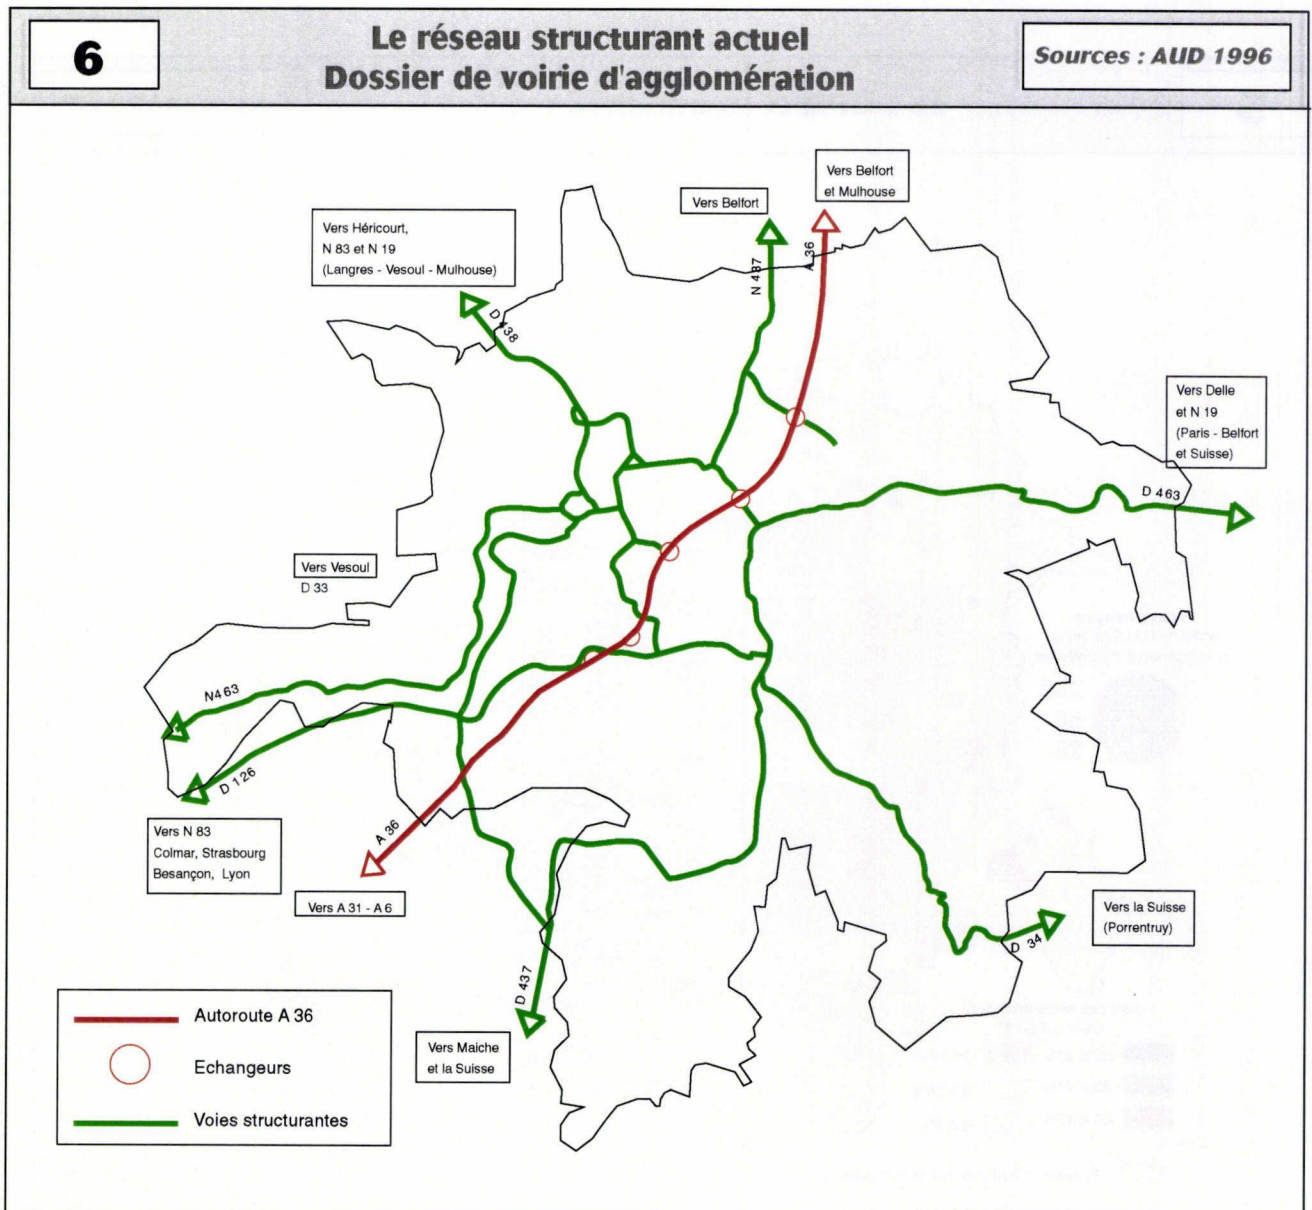 6
Le réseau structurant actuel
Dossier de voirie d'agglomération
Sources : AUD 1996
Vers Belfort
et Mulhouse
Vers Belfort
Vers Héricourt,
N 83 et N 19
(Langres - Vesoul - Mulhouse)
A 36
N 437
D 438
Vers Delle
et N 19
(Paris - Belfort
et Suisse)
D 463
Vers Vesoul
D 33
N463
D 126
Vers N 83
Colmar, Strasbourg
Besançon, Lyon
A 36
Vers A 31 - A 6
Vers la Suisse
(Porrentruy)
D 34
D 437
Vers Maiche
et la Suisse
Autoroute A 36
Echangeurs
Voies structurantes